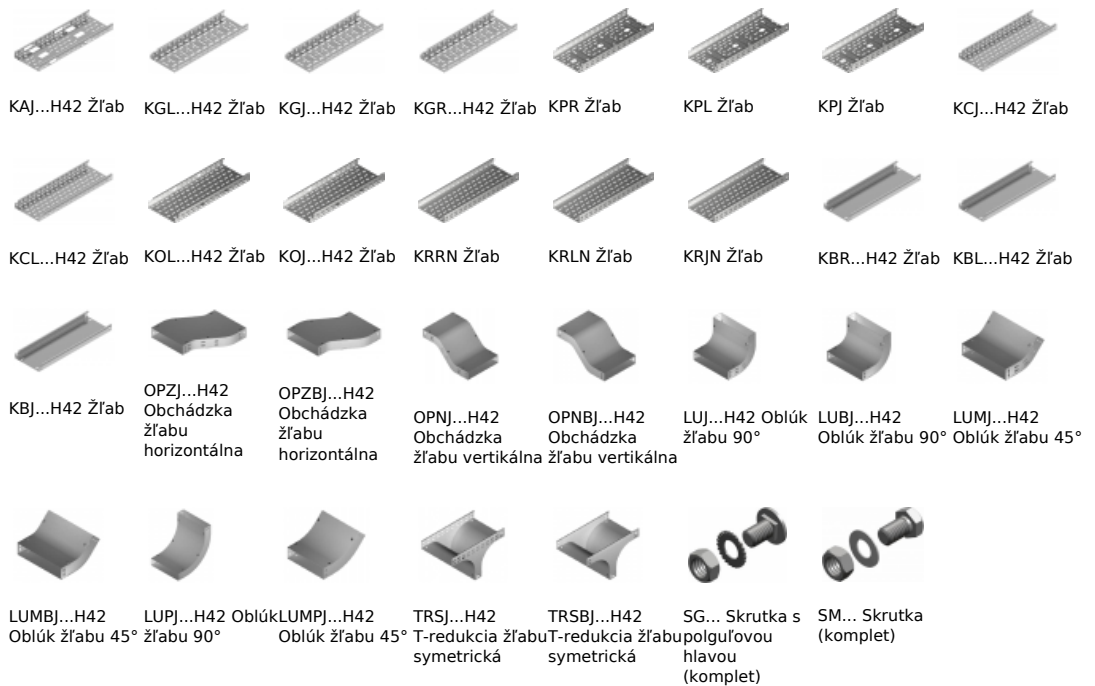 KAJ...H42 Žľab
KGL...H42 Žľab
KGJ...H42 Žľab
KGR...H42 Žľab
KPR Žľab
KPL Žľab
KPJ Žľab
KCJ...H42 Žľab
KCL...H42 Žľab
KOL...H42 Žľab
KOJ...H42 Žľab
KRRN Žľab
KRLN Žľab
KRJN Žľab
KBR...H42 Žľab
KBL...H42 Žľab
KBJ...H42 Žľab
OPZJ...H42
Obchádzka
žľabu
horizontálna
OPZBJ...H42
Obchádzka
žľabu
horizontálna
OPNJ...H42
Obchádzka
žľabu vertikálna
OPNBJ...H42
Obchádzka
žľabu vertikálna
LUJ...H42 Oblúk
žľabu 90°
LUBJ...H42
Oblúk žľabu 90°
LUMJ...H42
Oblúk žľabu 45°
LUMBJ...H42
Oblúk žľabu 45°
LUPJ...H42 Oblúk
žľabu 90°
LUMPJ...H42
Oblúk žľabu 45°
TRSJ...H42
T-redukcia žľabu
symetrická
TRSBJ...H42
T-redukcia žľabu
symetrická
SG... Skrutka s
polguľovou
hlavou
(komplet)
SM... Skrutka
(komplet)